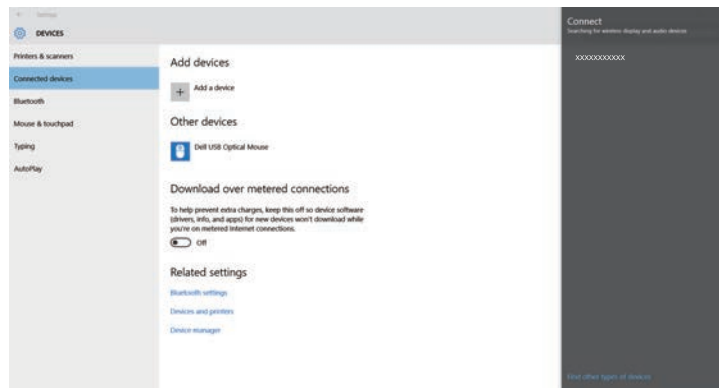 Settings
DEVICES
Printers & scanners
Connected devices
Bluetooth
Mouse & touchpad
Typing
AutoPlay
Add devices
Add a device
Other devices
Dell USB Optical Mouse
Download over metered connections
To help prevent extra charges, keep this off so device software
(drivers, info, and apps) for new devices won't download while
you're on metered Internet connections.
Off
Related settings
Bluetooth settings
Devices and printers
Device manager
Connect
Searching for wireless display and audio devices
xxxxxxxxxxx
Find other types of devices